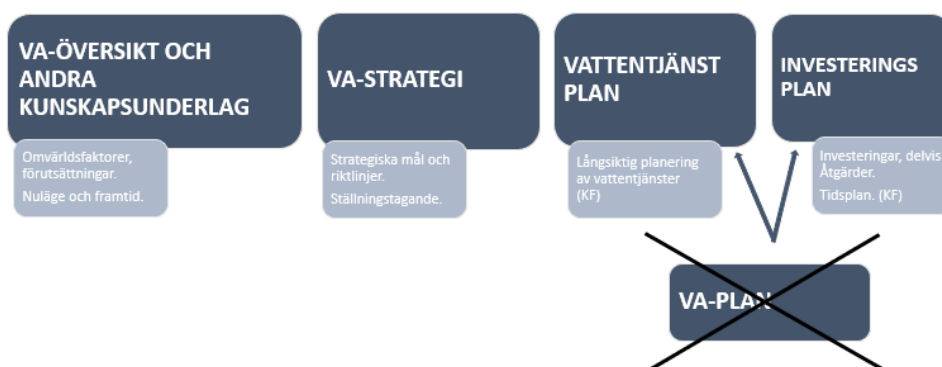 VA-ÖVERSIKT OCH
ANDRA
KUNSKAPSUNDERLAG
Omvärldsfaktorer,
förutsättningar.
Nuläge och framtid.
VA-STRATEGI
Strategiska mål och
riktlinjer.
Ställningstagande.
VATTENTJÄNST
PLAN
Långsiktig planering
av vattentjänster
(KF)
INVESTERINGS
PLAN
Investeringar, delvis
Åtgärder.
Tidsplan. (KF)
VA-PLAN